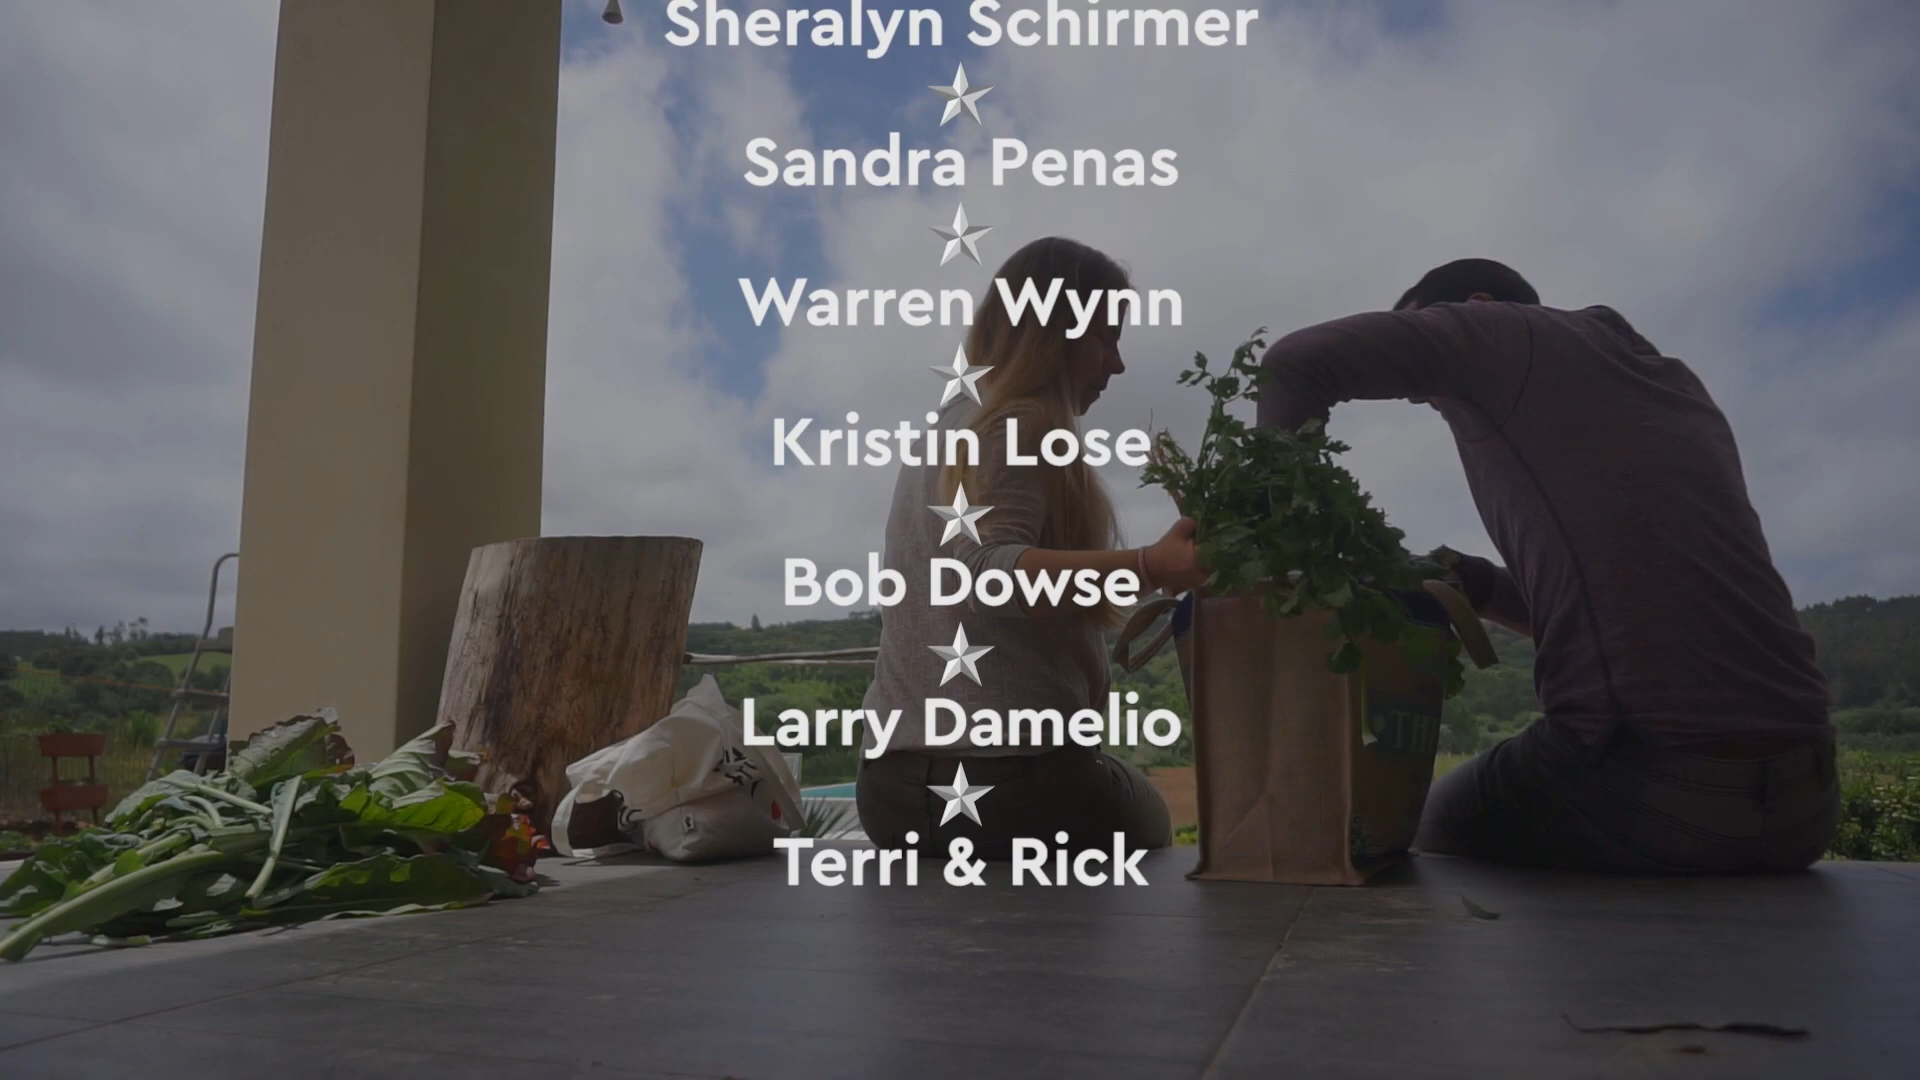 Sheralyn Schirmer
Sandra Penas
Warren Wynn
Kristin Lose
Bob Dowse
Larry Damelio
Terri & Rick